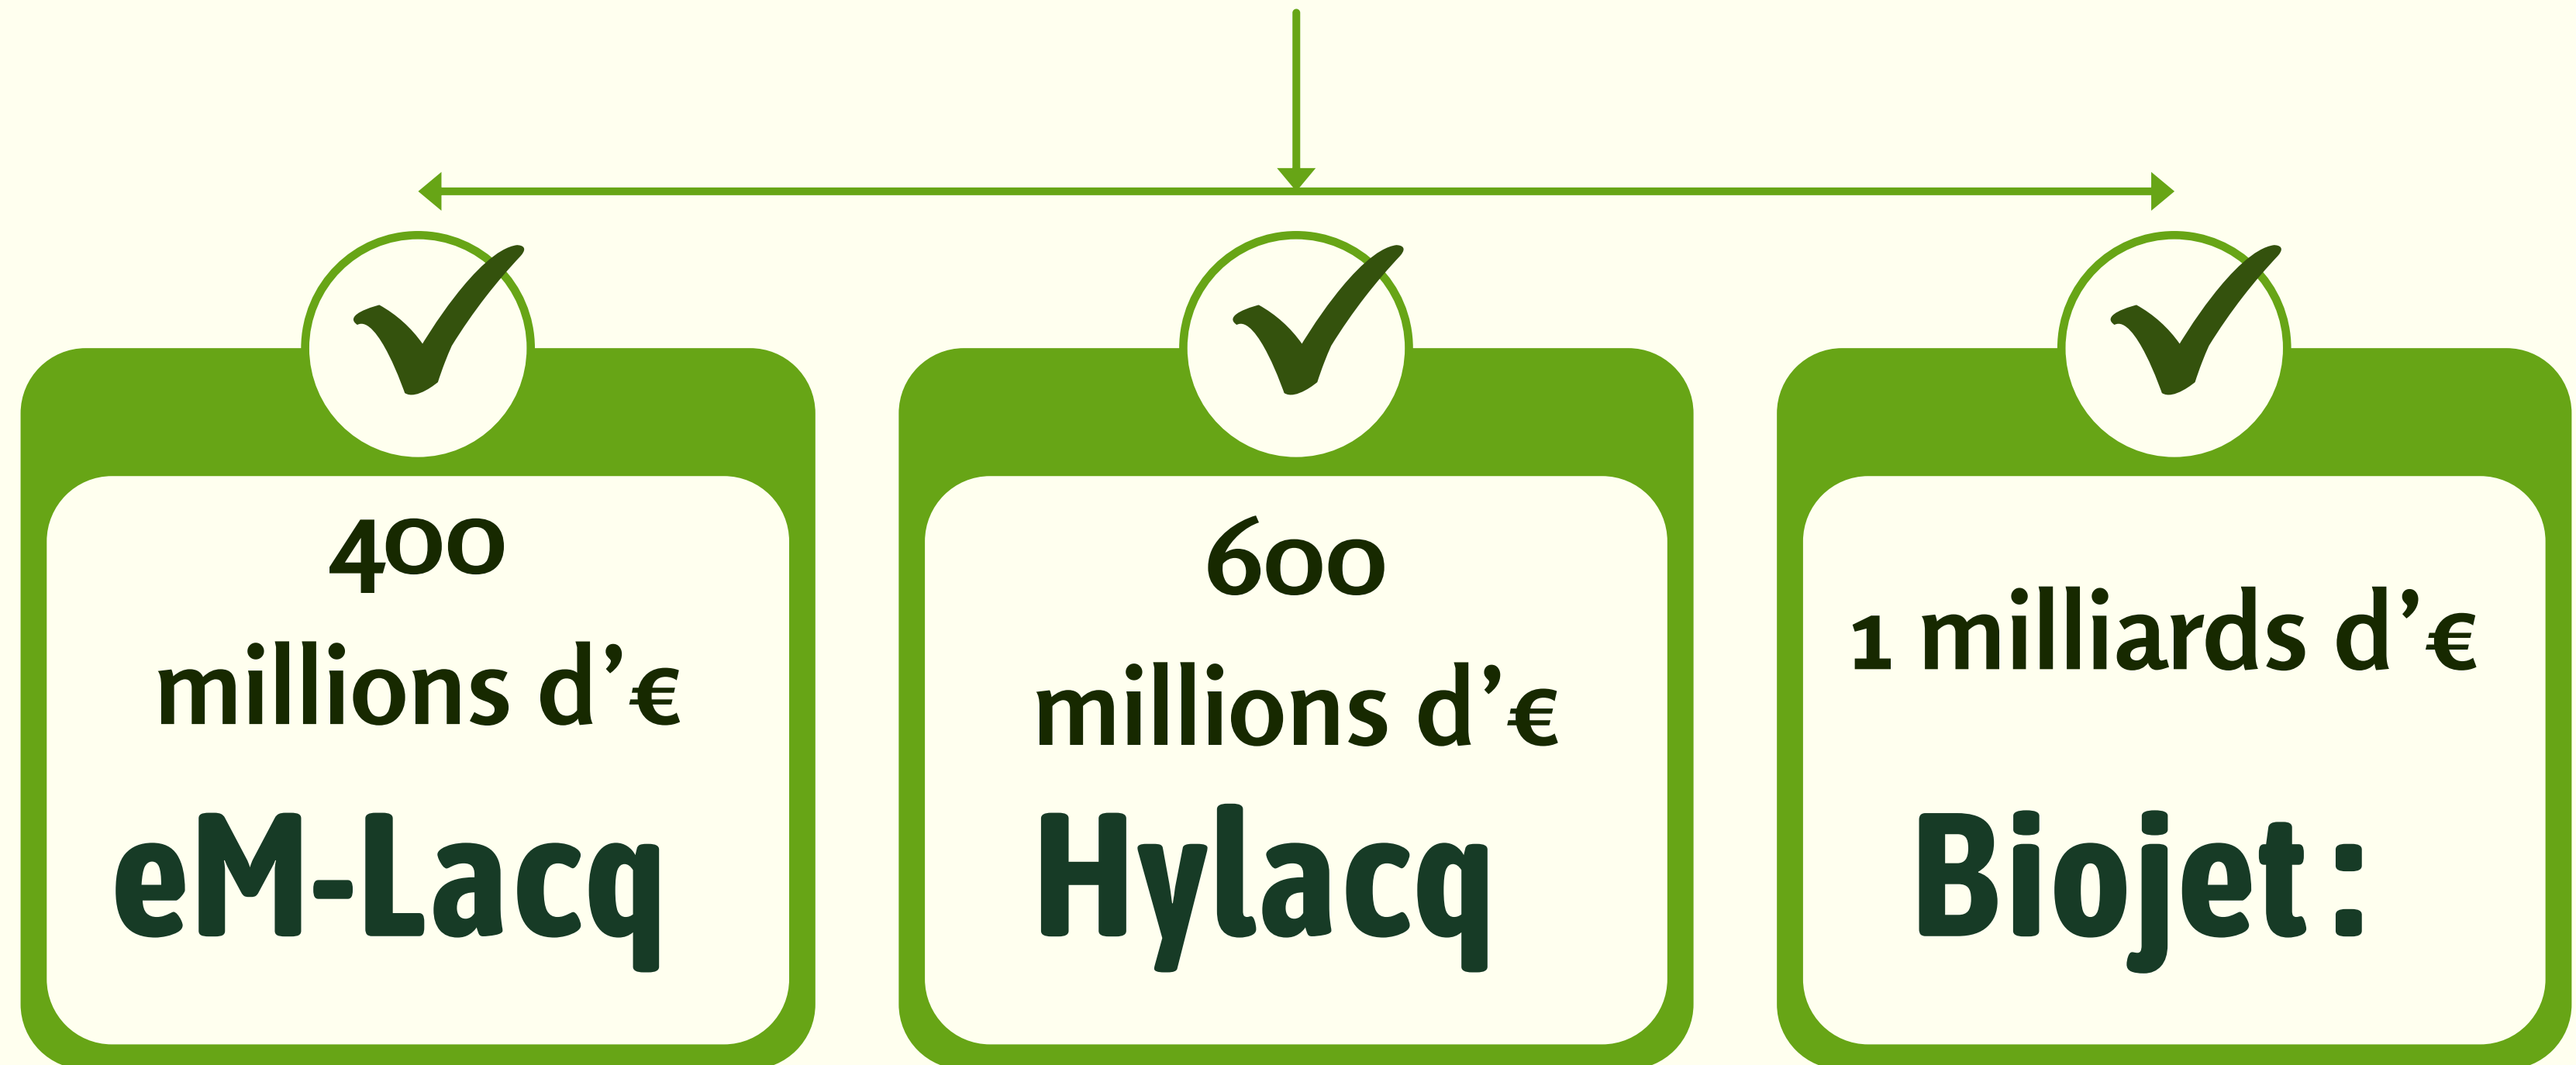 400
millions d’€
eM-Lacq
600
millions d’€
Hylacq
1 milliards d’€
Biojet :